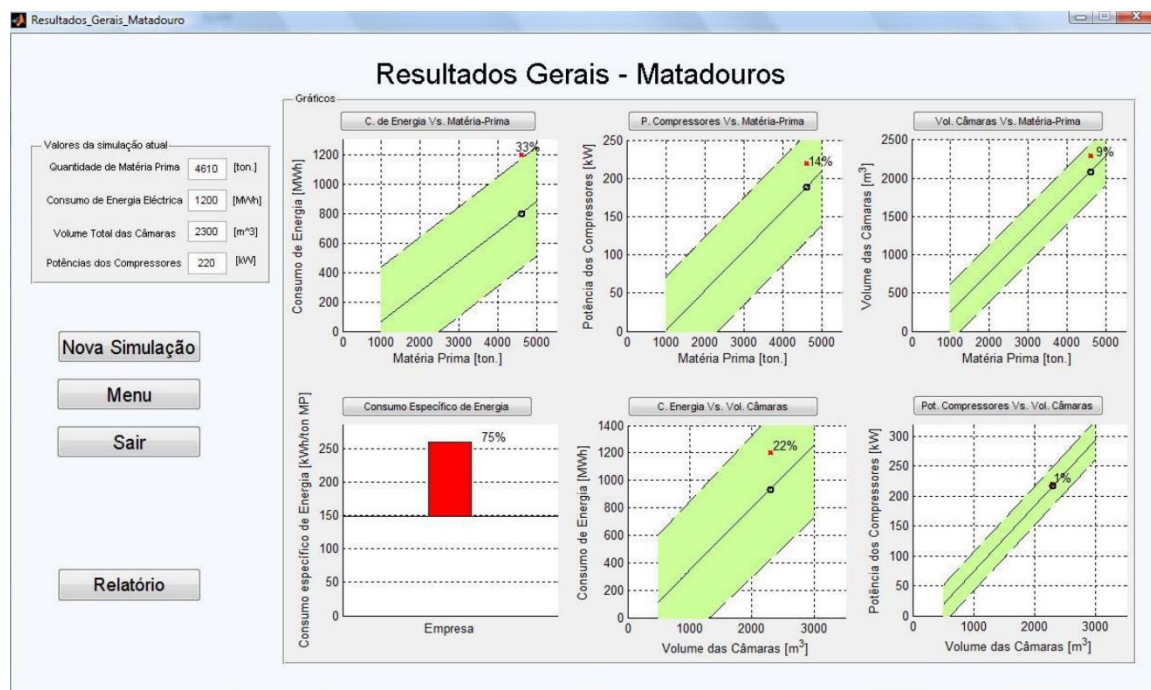 Resultados_Gerais_Matadouro
Resultados Gerais - Matadouros
Valores da simulação atual
Quantidade de Matéria Prima 4610 [ton.]
Consumo de Energia Eléctrica 1200 [MWh]
Volume Total das Câmaras 2300 [m^3]
Potências dos Compressores 220 [kW]
Nova Simulação
Menu
Sair
Relatório
Gráficos
C. de Energia Vs. Matéria-Prima
Consumo de Energia [MWh]
1200
1000
800
600
400
200
0
33%
0 1000 2000 3000 4000 5000
Matéria Prima [ton.]
P. Compressores Vs. Matéria-Prima
Potência dos Compressores [kW]
250
200
150
100
50
0
14%
0 1000 2000 3000 4000 5000
Matéria Prima [ton.]
Vol. Câmaras Vs. Matéria-Prima
Volume das Câmaras [m³]
2500
2000
1500
1000
500
0
9%
0 1000 2000 3000 4000 5000
Matéria Prima [ton.]
Consumo Específico de Energia
Consumo específico de Energia [kWh/ton MP]
250
200
150
100
50
0
75%
Empresa
C. Energia Vs. Vol. Câmaras
Consumo de Energia [MWh]
1400
1200
1000
800
600
400
200
0
22%
0 1000 2000 3000
Volume das Câmaras [m³]
Pot. Compressores Vs. Vol. Câmaras
Potência dos Compressores [kW]
300
250
200
150
100
50
0
1%
0 1000 2000 3000
Volume das Câmaras [m³]